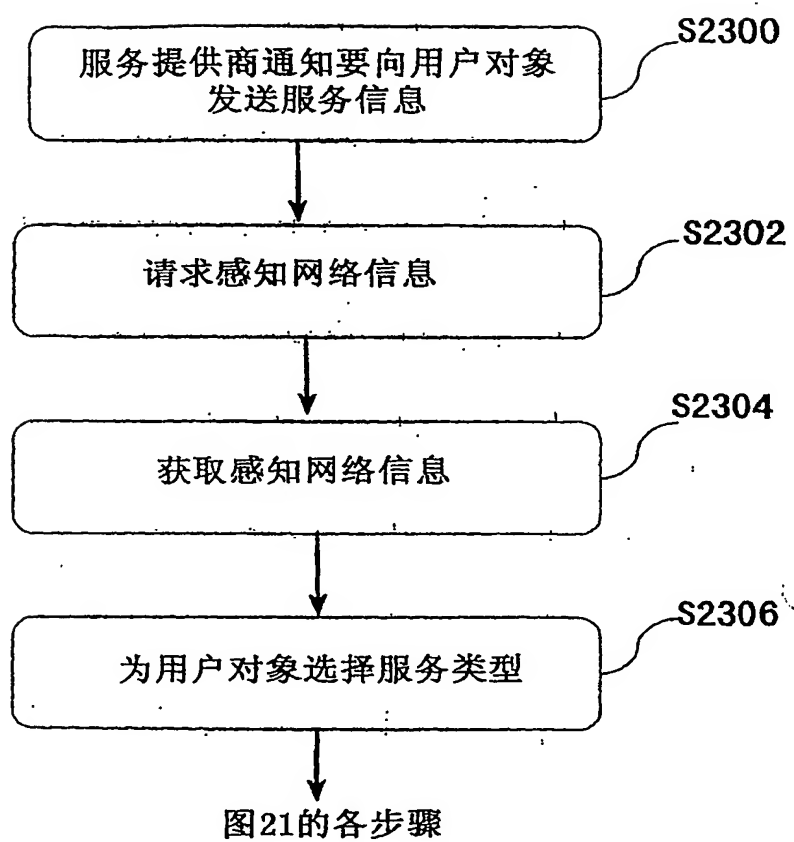 S2300
服务提供商通知要向用户对象
发送服务信息
S2302
请求感知网络信息
S2304
获取感知网络信息
S2306
为用户对象选择服务类型
图21的各步骤